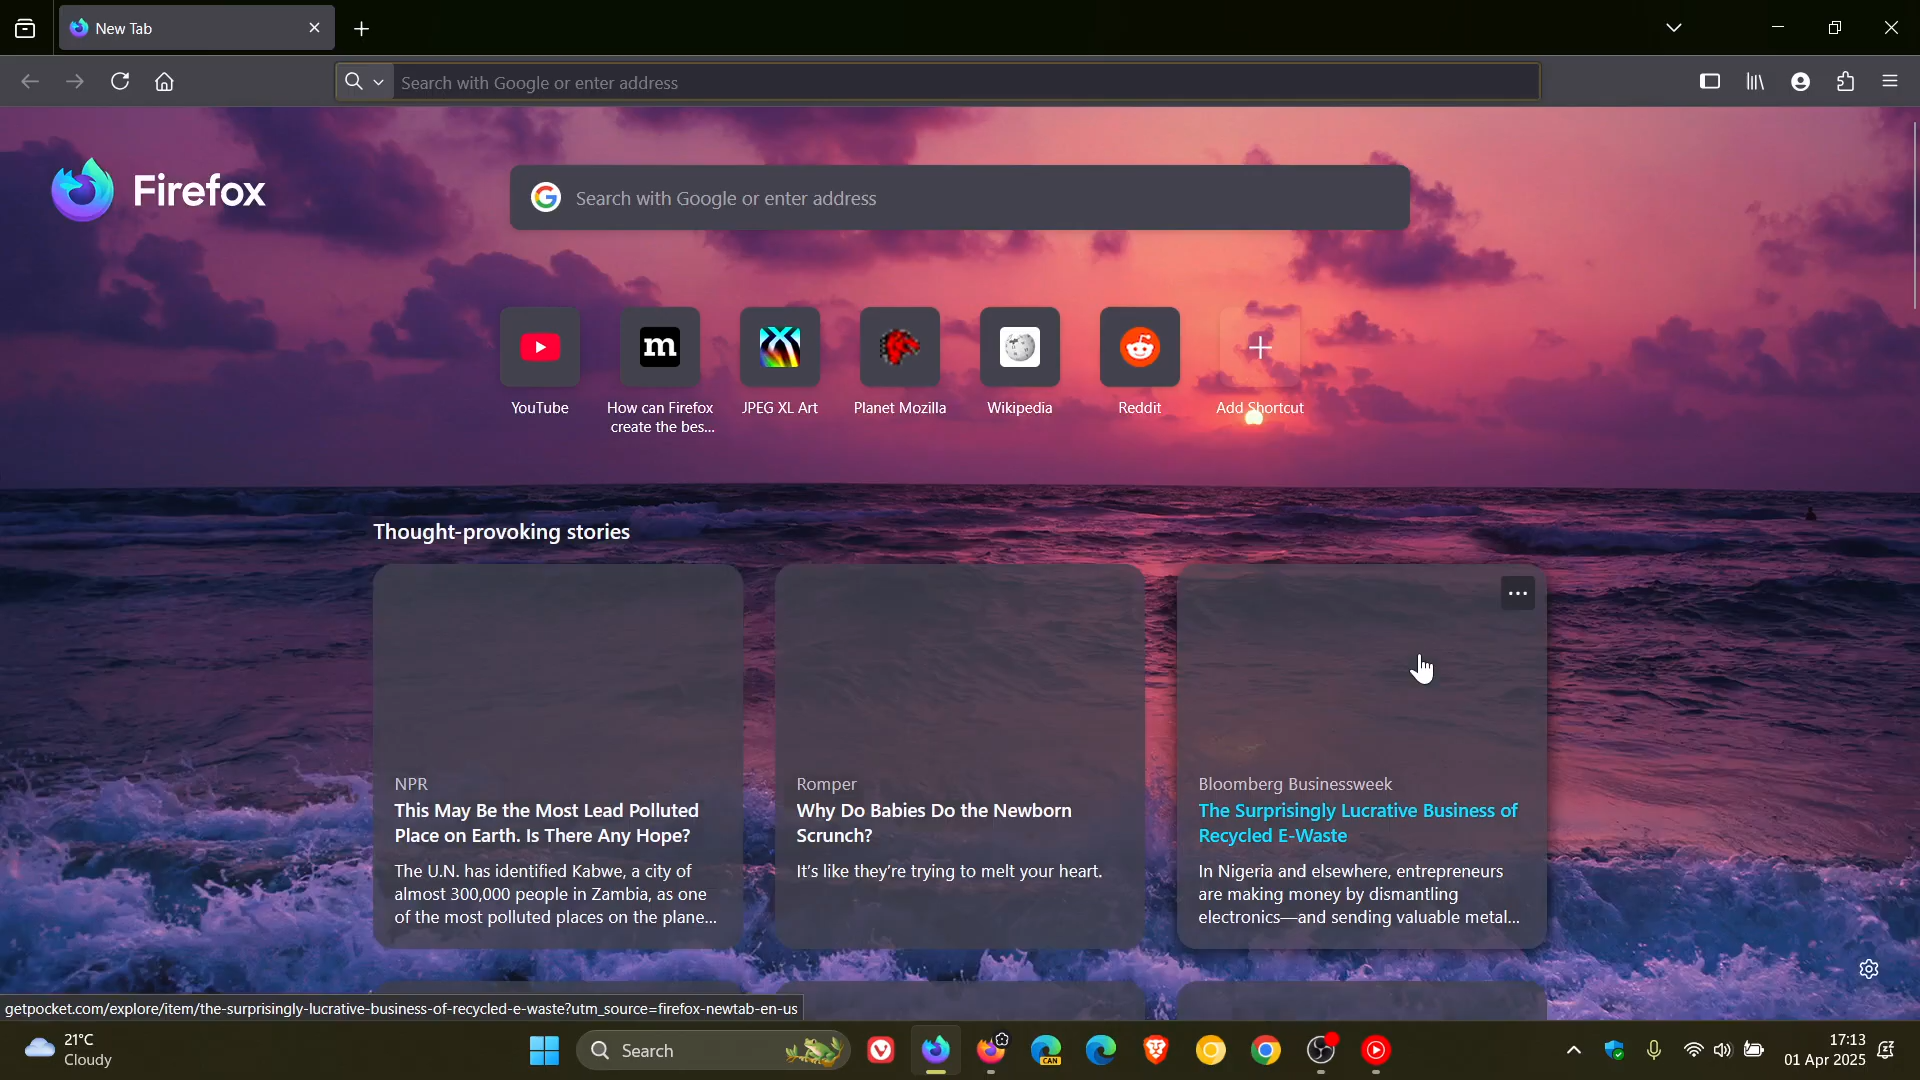 New Tab
Search with Google or enter address
Firefox
Search with Google or enter address
YouTube
How can Firefox
create the bes...
JPEG XL Art
Planet Mozilla
Wikipedia
Reddit
Add Shortcut
Thought-provoking stories
NPR
This May Be the Most Lead Polluted
Place on Earth. Is There Any Hope?
The U.N. has identified Kabwe, a city of
almost 300,000 people in Zambia, as one
of the most polluted places on the plane...
Romper
Why Do Babies Do the Newborn
Scrunch?
It's like they're trying to melt your heart.
Bloomberg Businessweek
The Surprisingly Lucrative Business of
Recycled E-Waste
In Nigeria and elsewhere, entrepreneurs
are making money by dismantling
electronics—and sending valuable metal...
getpocket.com/explore/item/the-surprisingly-lucrative-business-of-recycled-e-waste?utm_source=firefox-newtab-en-us
21°C
Cloudy
Search
CAN
17:13
01 Apr 2025